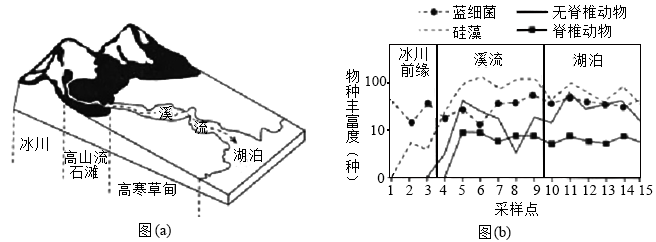 溪
流
湖泊
冰川
高山流
石滩
高寒草甸
图(a)
蓝细菌
无脊椎动物
硅藻
脊椎动物
冰川
前缘
溪流
湖泊
物种丰富度(种)
100
10
1
0
1 2 3 4 5 6 7 8 9 10 11 12 13 14 15
采样点
图(b)